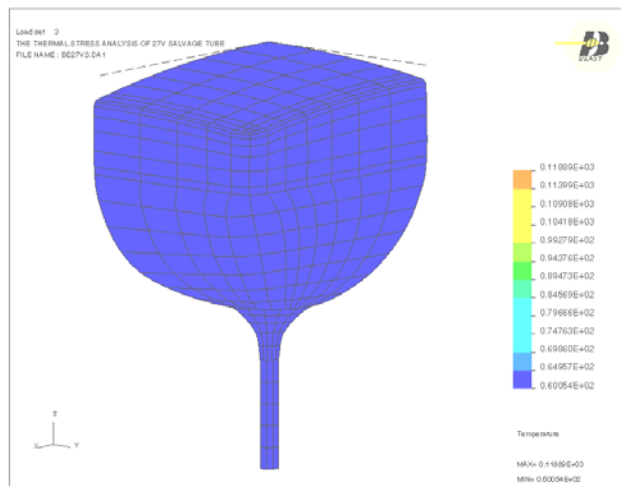 Load set 3
THE THERMAL STRESS ANALYSIS OF 27V SALVAGE TUBE
FILE NAME : BE27VS.DA1
BEASY
0.11889E+03
0.11399E+03
0.10908E+03
0.10418E+03
0.99279E+02
0.94376E+02
0.89473E+02
0.84569E+02
0.79666E+02
0.74763E+02
0.69860E+02
0.64957E+02
0.60054E+02
Z
X Y
Temperature
MAX= 0.11889E+03
MIN= 0.60054E+02